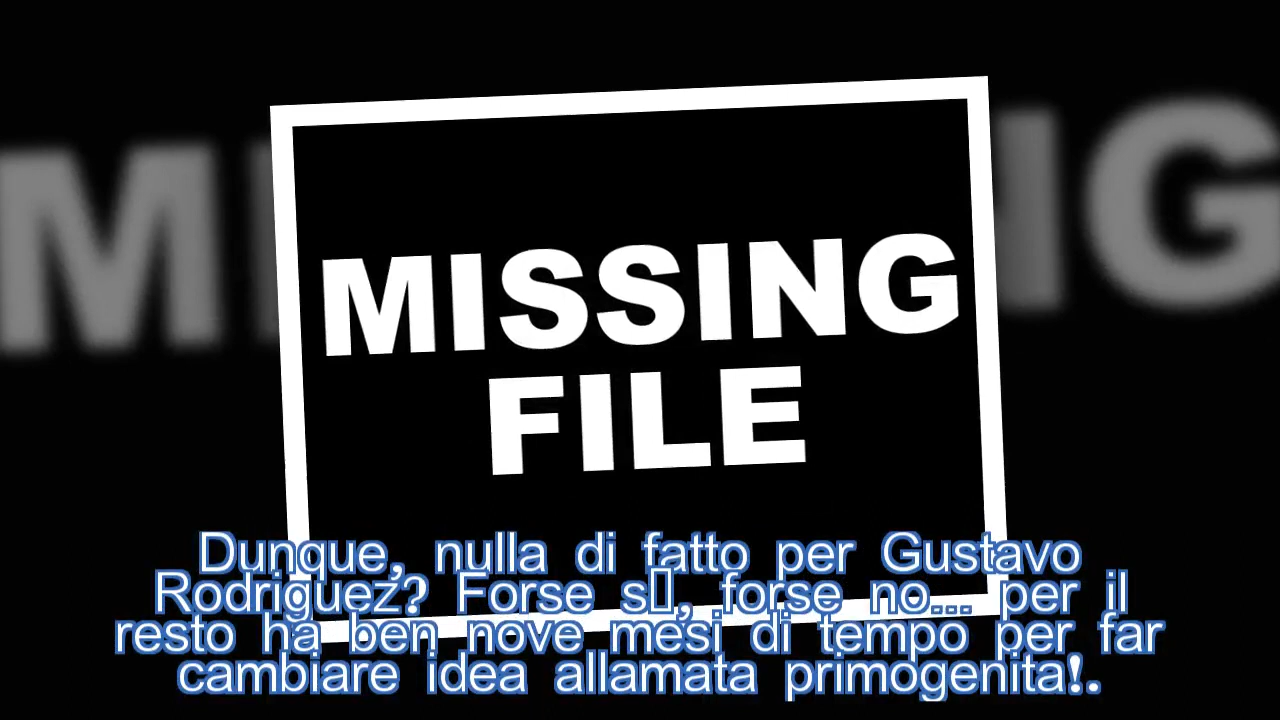 MISSING
FILE
Dunque, nulla di fatto per Gustavo
Rodriguez? Forse s▯, forse no... per il
resto ha ben nove mesi di tempo per far
cambiare idea allamata primogenita!.